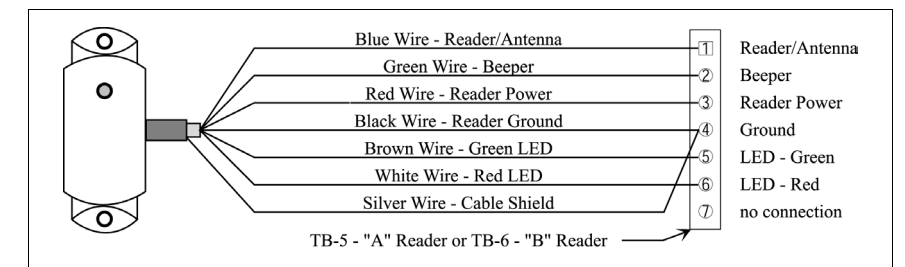 Blue Wire - Reader/Antenna 1 Reader/Antenna
Green Wire - Beeper 2 Beeper
Red Wire - Reader Power 3 Reader Power
Black Wire - Reader Ground 4 Ground
Brown Wire - Green LED 5 LED - Green
White Wire - Red LED 6 LED - Red
Silver Wire - Cable Shield 7 no connection
TB-5 - "A" Reader or TB-6 - "B" Reader